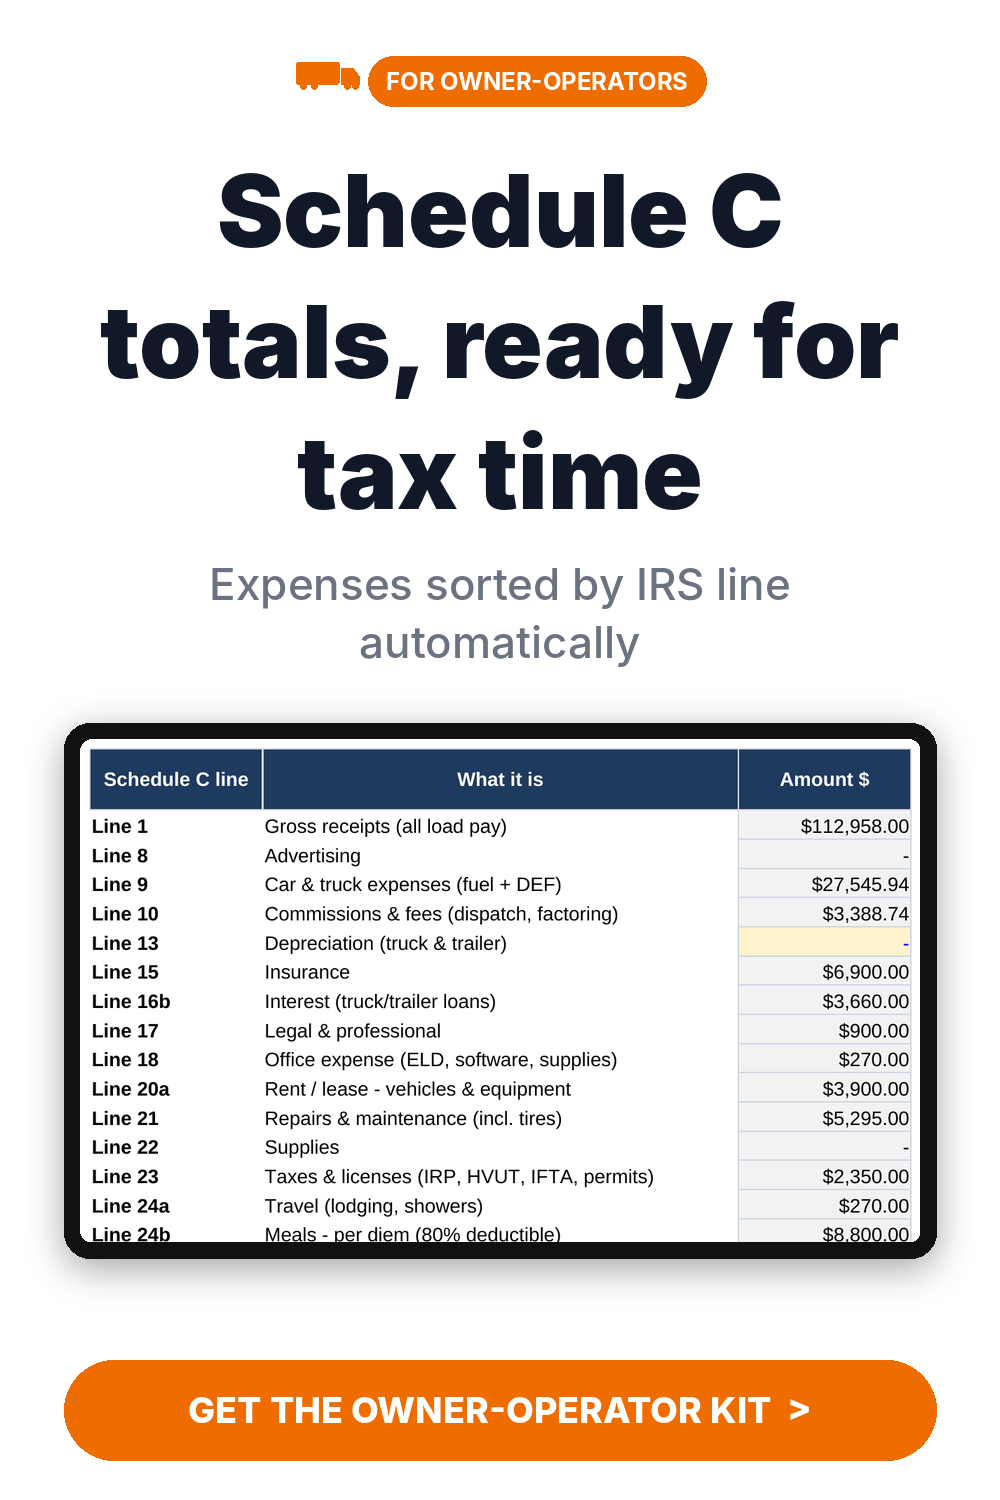 FOR OWNER-OPERATORS
Schedule C
totals, ready for
tax time
Expenses sorted by IRS line
automatically
Schedule C line What it is Amount $
Line 1 Gross receipts (all load pay) $112,958.00
Line 8 Advertising -
Line 9 Car & truck expenses (fuel + DEF) $27,545.94
Line 10 Commissions & fees (dispatch, factoring) $3,388.74
Line 13 Depreciation (truck & trailer) -
Line 15 Insurance $6,900.00
Line 16b Interest (truck/trailer loans) $3,660.00
Line 17 Legal & professional $900.00
Line 18 Office expense (ELD, software, supplies) $270.00
Line 20a Rent / lease - vehicles & equipment $3,900.00
Line 21 Repairs & maintenance (incl. tires) $5,295.00
Line 22 Supplies -
Line 23 Taxes & licenses (IRP, HVUT, IFTA, permits) $2,350.00
Line 24a Travel (lodging, showers) $270.00
Line 24b Meals - per diem (80% deductible) $8,800.00
GET THE OWNER-OPERATOR KIT >